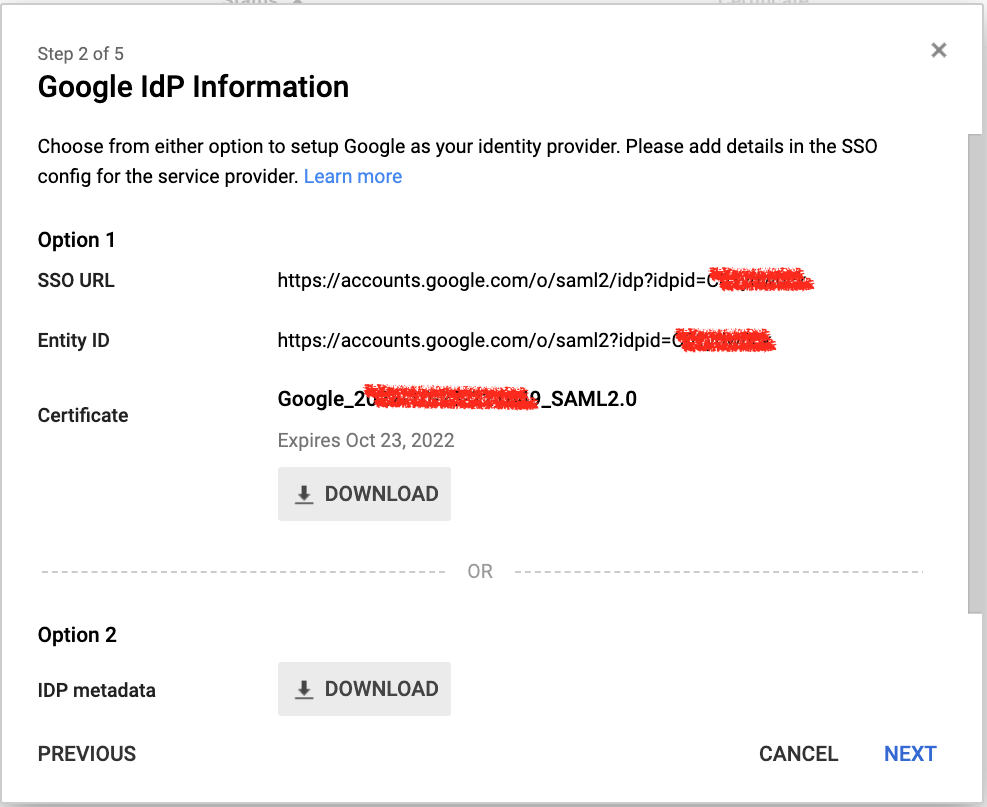 Step 2 of 5
Google IdP Information
Choose from either option to setup Google as your identity provider. Please add details in the SSO
config for the service provider. Learn more
Option 1
SSO URL
https://accounts.google.com/o/saml2/idp?idpid=C
Entity ID
https://accounts.google.com/o/saml2?idpid=C
Certificate
Google_20 9_SAML2.0
Expires Oct 23, 2022
DOWNLOAD
OR
Option 2
IDP metadata
DOWNLOAD
PREVIOUS
CANCEL
NEXT